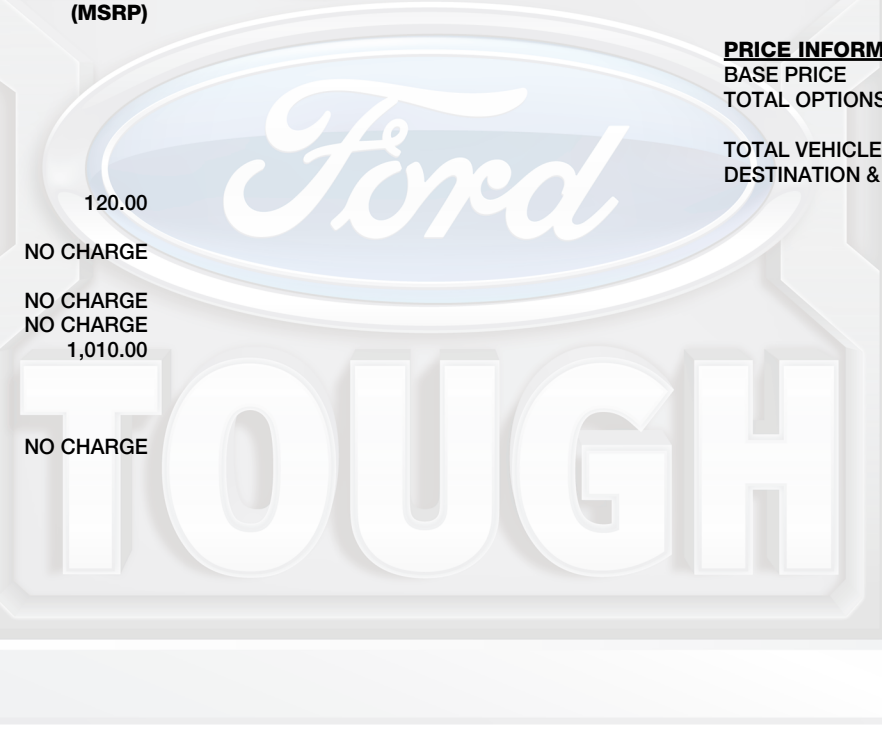 (MSRP)
120.00
NO CHARGE
NO CHARGE
NO CHARGE
1,010.00
NO CHARGE
PRICE INFORM
BASE PRICE
TOTAL OPTIONS
TOTAL VEHICLE
DESTINATION &
Ford
TOUGH